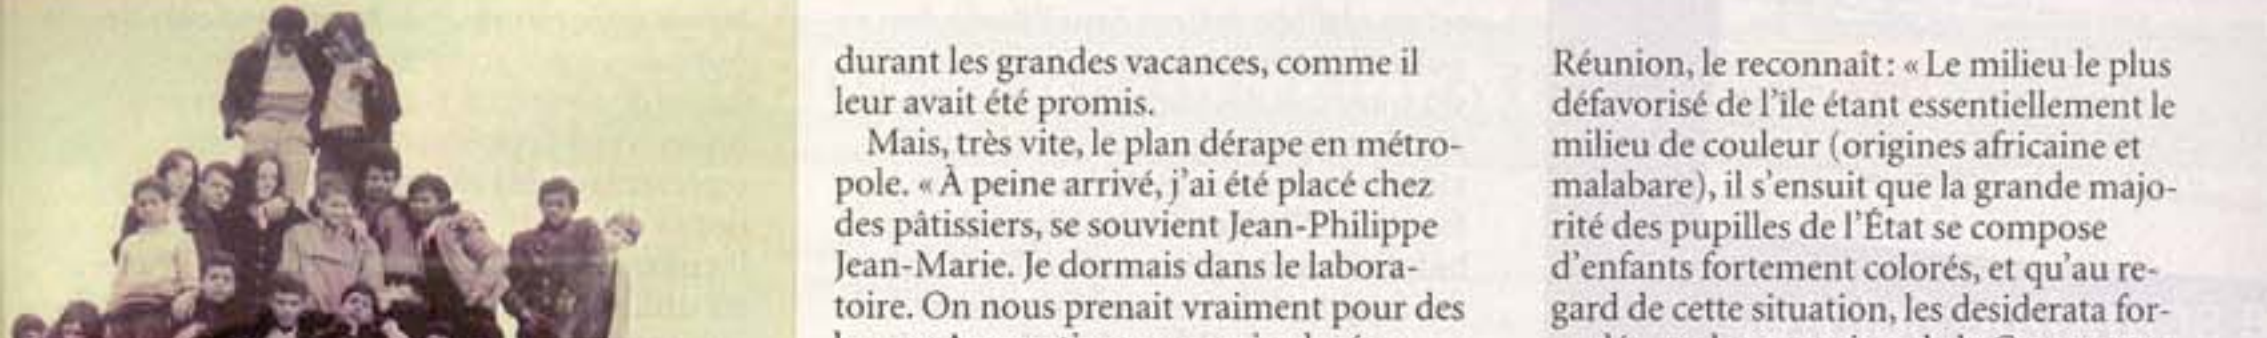 durant les grandes vacances, comme il
leur avait été promis.
Mais, très vite, le plan dérape en métro-
pole. « À peine arrivé, j'ai été placé chez
des pâtissiers, se souvient Jean-Philippe
Jean-Marie. Je dormais dans le labora-
toire. On nous prenait vraiment pour des
Réunion, le reconnaît : « Le milieu le plus
défavorisé de l'île étant essentiellement le
milieu de couleur (origines africaine et
malabare), il s'ensuit que la grande majo-
rité des pupilles de l'État se compose
d'enfants fortement colorés, et qu'au re-
gard de cette situation, les desiderata for-